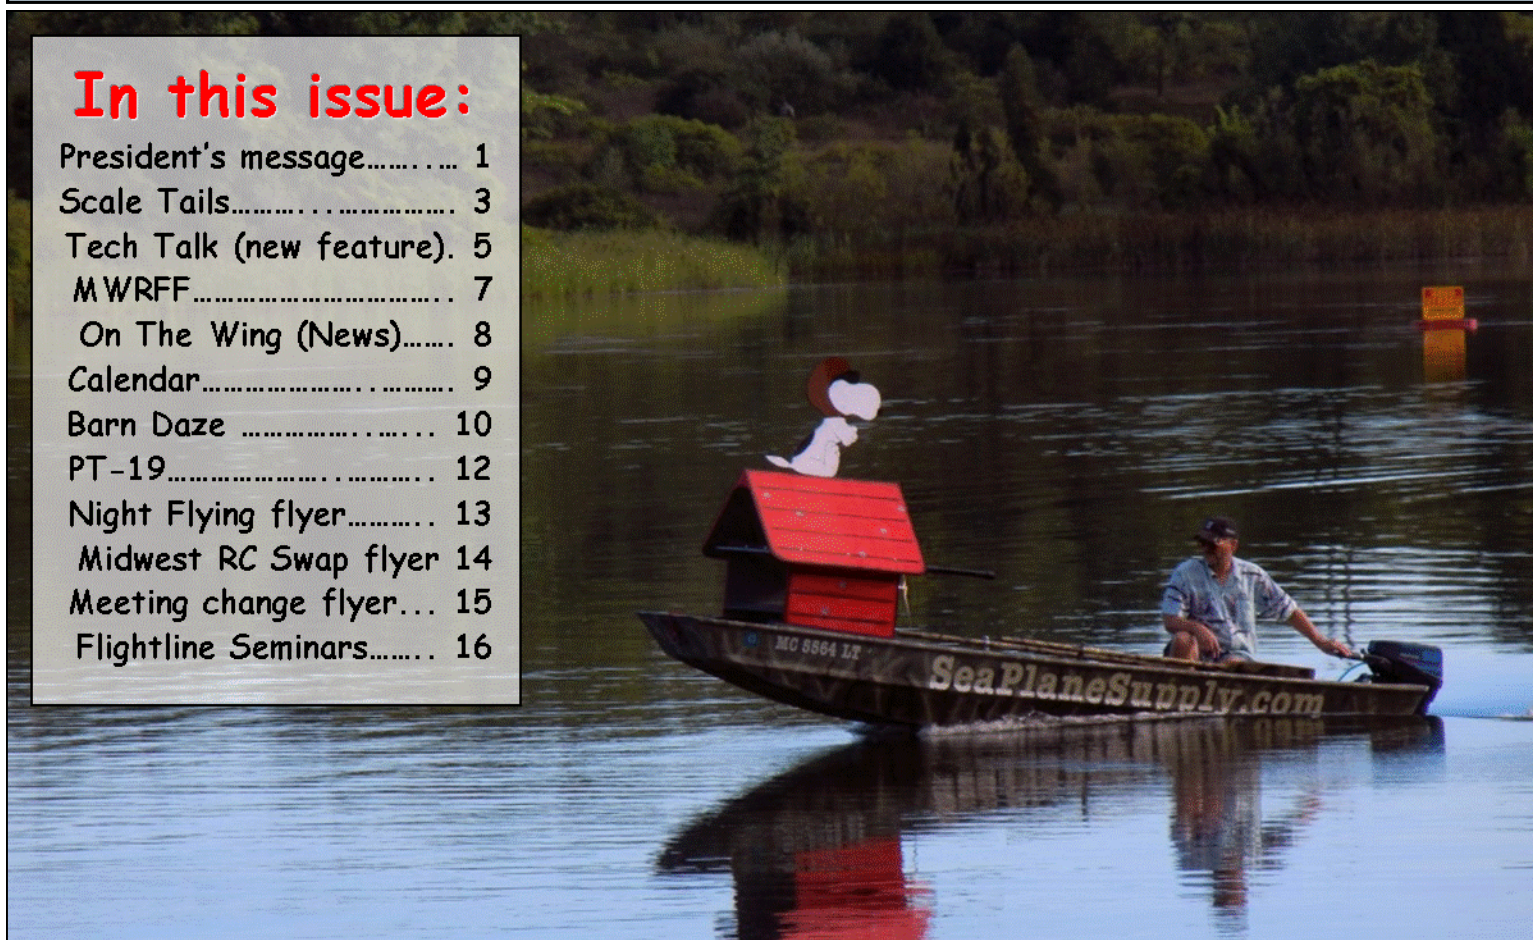 In this issue:
President's message……..… 1
Scale Tails………...……………. 3
Tech Talk (new feature). 5
MWRFF…………………………….. 7
On The Wing (News)……. 8
Calendar…………………..………. 9
Barn Daze ……………..…... 10
PT-19…………………..……….. 12
Night Flying flyer……….. 13
Midwest RC Swap flyer 14
Meeting change flyer... 15
Flightline Seminars…….. 16
MC 5564 LT
SeaPlaneSupply.com